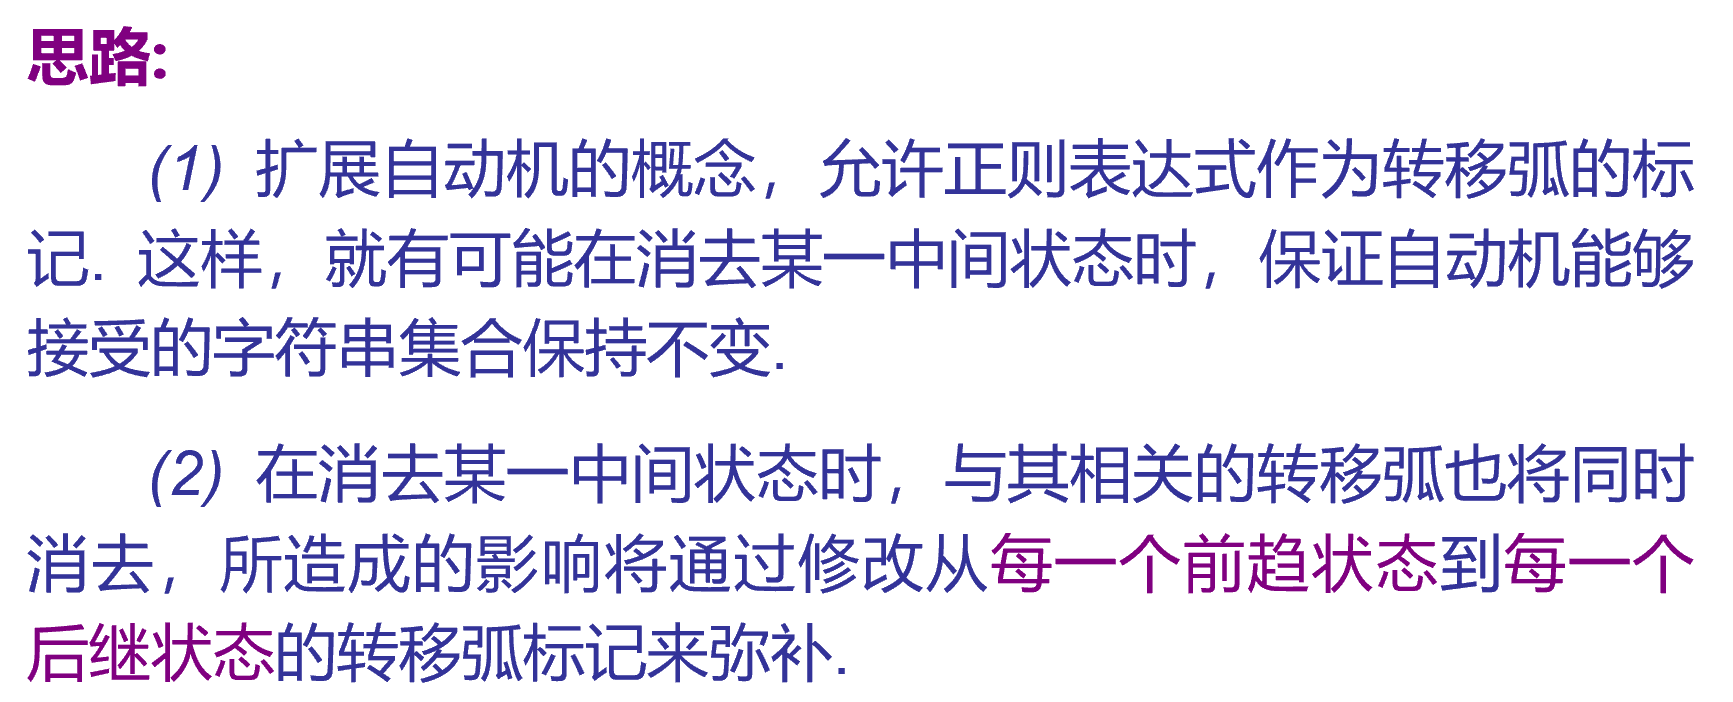 思路:
(1) 扩展自动机的概念，允许正则表达式作为转移弧的标
记. 这样，就有可能在消去某一中间状态时，保证自动机能够
接受的字符串集合保持不变.
(2) 在消去某一中间状态时，与其相关的转移弧也将同时
消去，所造成的影响将通过修改从每一个前趋状态到每一个
后继状态的转移弧标记来弥补.